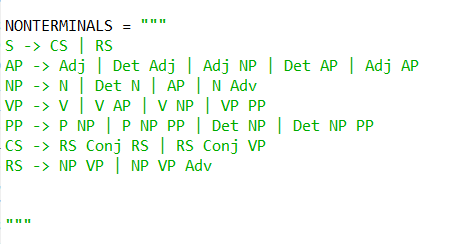 NONTERMINALS = """
S -> CS | RS
AP -> Adj | Det Adj | Adj NP | Det AP | Adj AP
NP -> N | Det N | AP | N Adv
VP -> V | V AP | V NP | VP PP
PP -> P NP | P NP PP | Det NP | Det NP PP
CS -> RS Conj RS | RS Conj VP
RS -> NP VP | NP VP Adv
"""